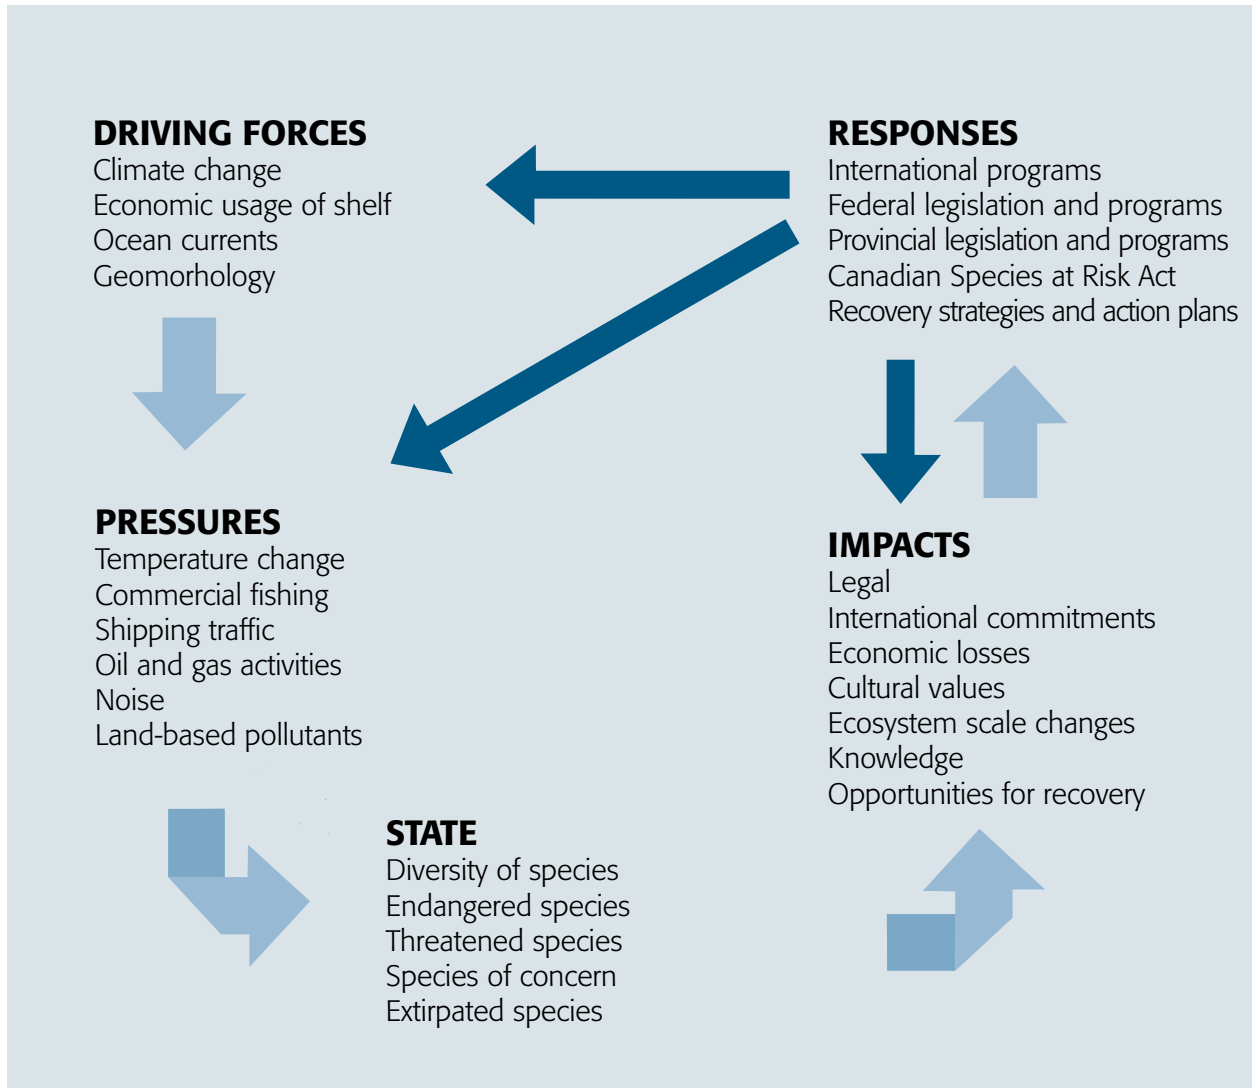 DRIVING FORCES
Climate change
Economic usage of shelf
Ocean currents
Geomorhology
RESPONSES
International programs
Federal legislation and programs
Provincial legislation and programs
Canadian Species at Risk Act
Recovery strategies and action plans
PRESSURES
Temperature change
Commercial fishing
Shipping traffic
Oil and gas activities
Noise
Land-based pollutants
STATE
Diversity of species
Endangered species
Threatened species
Species of concern
Extirpated species
IMPACTS
Legal
International commitments
Economic losses
Cultural values
Ecosystem scale changes
Knowledge
Opportunities for recovery